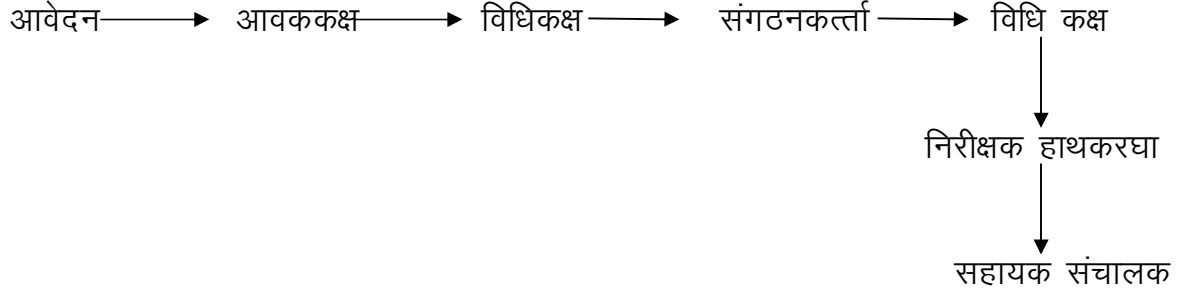 आवेदन आवककक्ष विधिकक्ष संगठनकर्त्ता विधि कक्ष
निरीक्षक हाथकरघा
सहायक संचालक